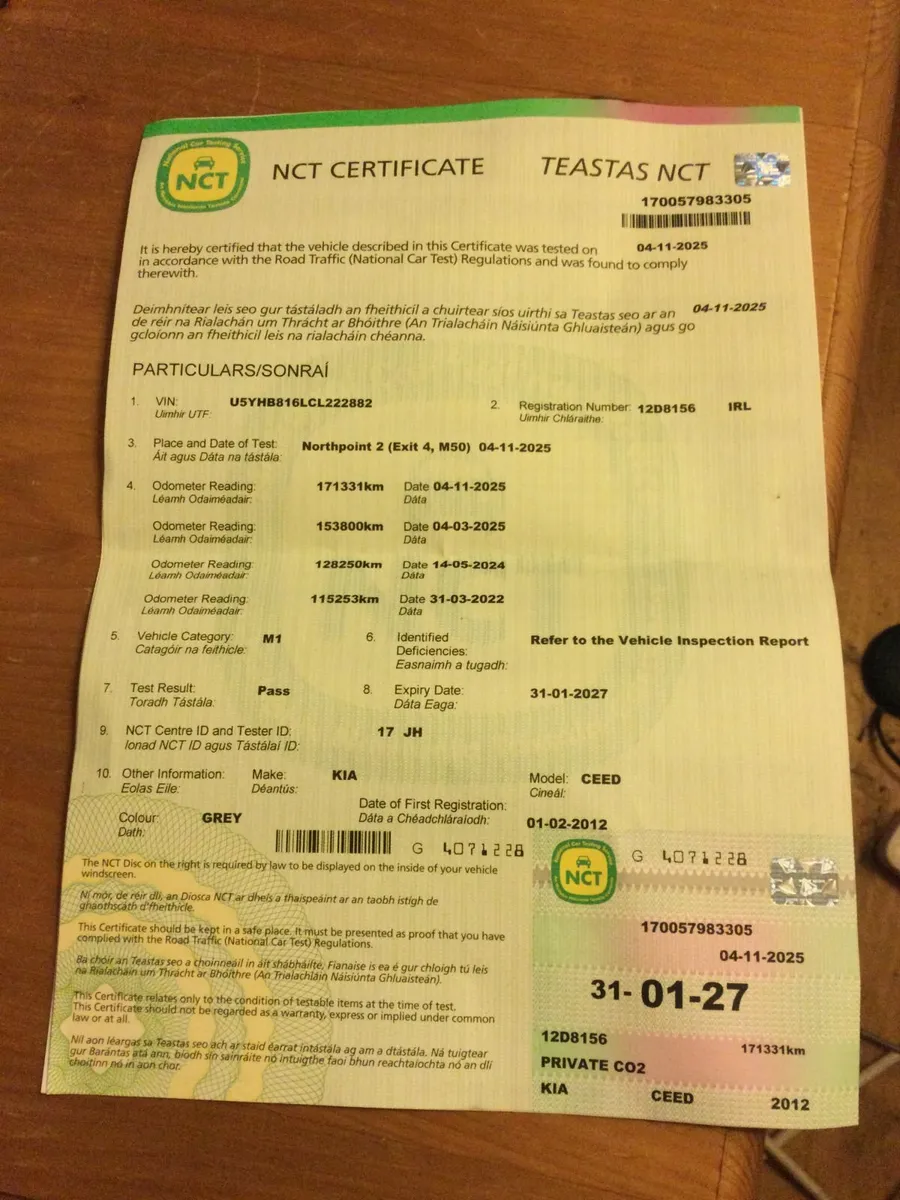 National Car Testing Service
NCT
NCT CERTIFICATE TEASTAS NCT
170057983305
It is hereby certified that the vehicle described in this Certificate was tested on 04-11-2025
in accordance with the Road Traffic (National Car Test) Regulations and was found to comply
therewith.
Deimhnítear leis seo gur tástáladh an fheithicil a chuirtear síos uirthi sa Teastas seo ar an 04-11-2025
de réir na Rialachán um Thrácht ar Bhóithre (An Trialacháin Náisiúnta Ghluaisteán) agus go
gcloíonn an fheithicil leis na rialacháin chéanna.
PARTICULARS/SONRAÍ
1. VIN: U5YHB816LCL222882
Uimhir UTF:
2. Registration Number: 12D8156 IRL
Uimhir Chláraithe:
3. Place and Date of Test: Northpoint 2 (Exit 4, M50) 04-11-2025
Áit agus Dáta na tástála:
4. Odometer Reading: 171331km Date 04-11-2025
Léamh Odaiméadair: Dáta
Odometer Reading: 153800km Date 04-03-2025
Léamh Odaiméadair: Dáta
Odometer Reading: 128250km Date 14-05-2024
Léamh Odaiméadair: Dáta
Odometer Reading: 115253km Date 31-03-2022
Léamh Odaiméadair: Dáta
5. Vehicle Category: M1
Catagóir na feithicle:
6. Identified Refer to the Vehicle Inspection Report
Deficiencies:
Easnaimh a tugadh:
7. Test Result: Pass
Toradh Tástála:
8. Expiry Date: 31-01-2027
Dáta Eaga:
9. NCT Centre ID and Tester ID: 17 JH
Ionad NCT ID agus Tástálaí ID:
10. Other Information: Make: KIA Model: CEED
Eolas Eile: Déantús: Cineál:
Colour: GREY
Dath:
Date of First Registration: 01-02-2012
Dáta a Chéadchláraíodh:
G 4071228
The NCT Disc on the right is required by law to be displayed on the inside of your vehicle
windscreen.
Ní mór, de réir dlí, an Diosca NCT ar dheis a thaispeáint ar an taobh istigh de
ghaothscáth d'fheithicle.
This Certificate should be kept in a safe place. It must be presented as proof that you have
complied with the Road Traffic (National Car Test) Regulations.
Ba chóir an Teastas seo a choinneáil in áit shábháilte, Fianaise is ea é gur chloígh tú leis
na Rialacháin um Thrácht ar Bhóithre (An Trialacháin Náisiúnta Ghluaisteán).
This Certificate relates only to the condition of testable items at the time of test.
This Certificate should not be regarded as a warranty, express or implied under common
law or at all.
Níl aon léargas sa Teastas seo ach ar staid éarraí intástála ag am a dtástála. Ná tuigtear
gur Barántas atá ann, bíodh sin sainráite nó intuigthe faoi bhun reachtaíochta nó an dlí
choitinn nó in aon chor.
NCT
G 4071228
170057983305
04-11-2025
31-01-27
12D8156 171331km
PRIVATE CO2
KIA CEED 2012